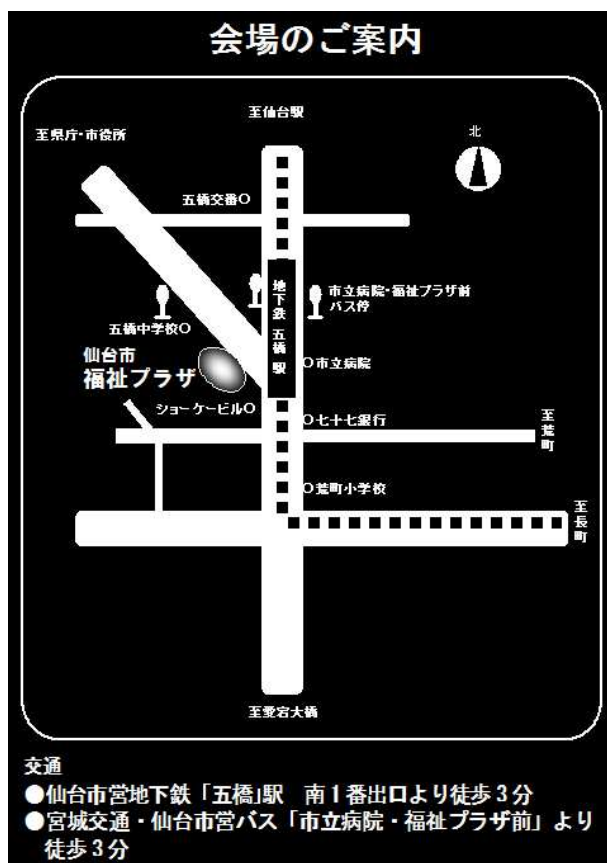 会場のご案内
至仙台駅
至県庁・市役所
北
五橋交番○
地下鉄 五橋駅
市立病院・福祉プラザ前
バス停
五橋中学校○
仙台市
福祉プラザ
○市立病院
ショーケービル○
○七十七銀行
至荒町
○荒町小学校
至長町
至愛宕大橋
交通
●仙台市営地下鉄「五橋」駅　南１番出口より徒歩３分
●宮城交通・仙台市営バス「市立病院・福祉プラザ前」より
徒歩３分